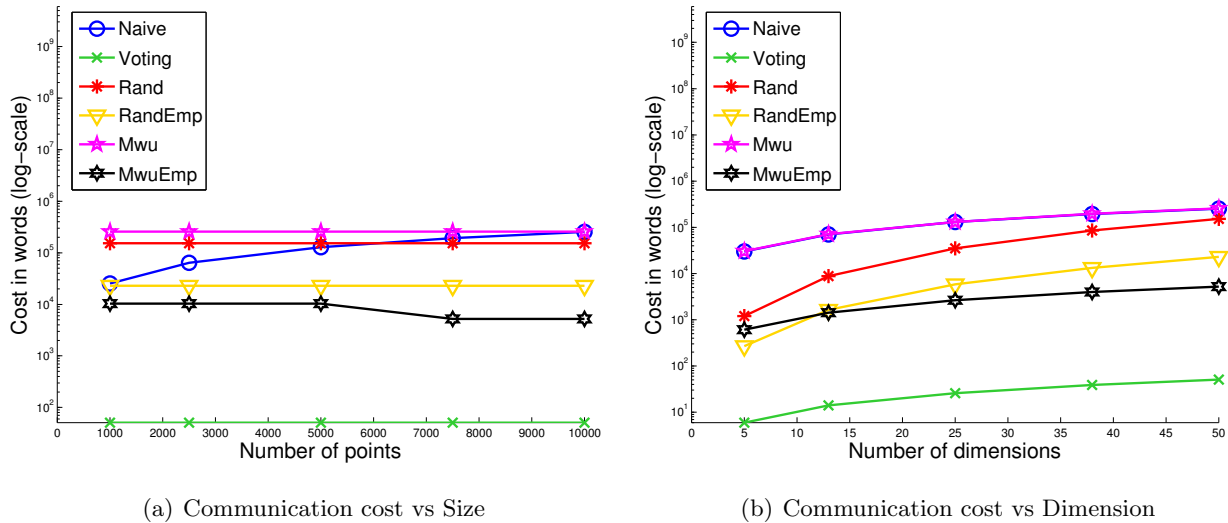 Naive
Voting
Rand
RandEmp
Mwu
MwuEmp
Cost in words (log−scale)
10^9
10^8
10^7
10^6
10^5
10^4
10^3
10^2
0 1000 2000 3000 4000 5000 6000 7000 8000 9000 10000
Number of points
(a) Communication cost vs Size
Naive
Voting
Rand
RandEmp
Mwu
MwuEmp
Cost in words (log−scale)
10^9
10^8
10^7
10^6
10^5
10^4
10^3
10^2
10^1
0 5 10 15 20 25 30 35 40 45 50
Number of dimensions
(b) Communication cost vs Dimension